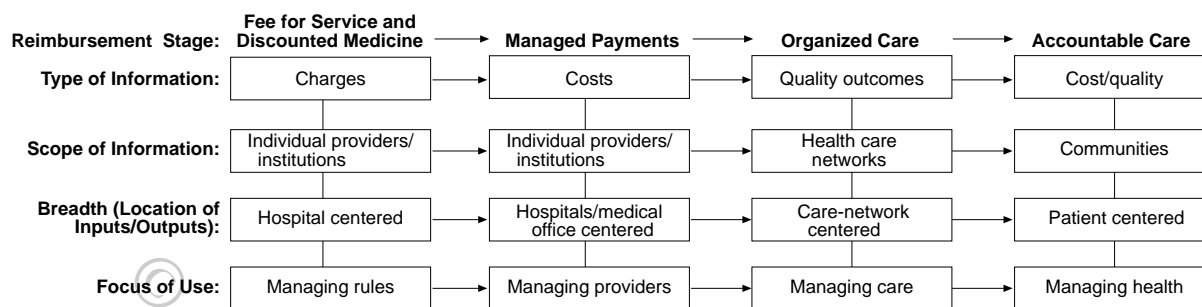 Reimbursement Stage: Fee for Service and
Discounted Medicine Managed Payments Organized Care Accountable Care
Type of Information: Charges Costs Quality outcomes Cost/quality
Scope of Information: Individual providers/
institutions Individual providers/
institutions Health care
networks Communities
Breadth (Location of
Inputs/Outputs): Hospital centered Hospitals/medical
office centered Care-network
centered Patient centered
Focus of Use: Managing rules Managing providers Managing care Managing health
©